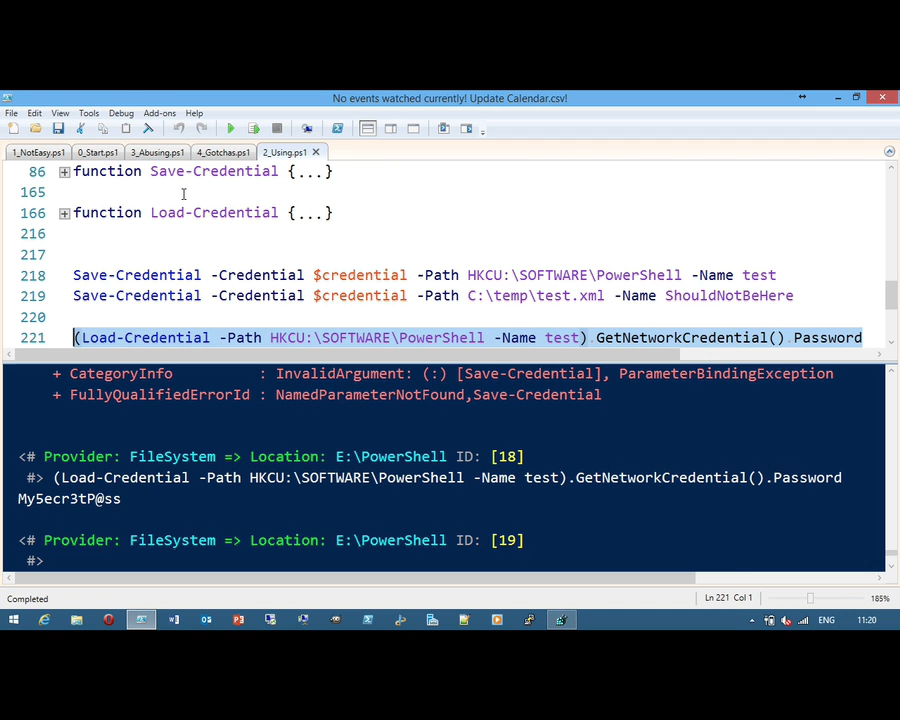 No events watched currently! Update Calendar.csv!
File Edit View Tools Debug Add-ons Help
1_NotEasy.ps1 0_Start.ps1 3_Abusing.ps1 4_Gotchas.ps1 2_Using.ps1
86 function Save-Credential {...}
165
166 function Load-Credential {...}
216
217
218 Save-Credential -Credential $credential -Path HKCU:\SOFTWARE\PowerShell -Name test
219 Save-Credential -Credential $credential -Path C:\temp\test.xml -Name ShouldNotBeHere
220
221 (Load-Credential -Path HKCU:\SOFTWARE\PowerShell -Name test).GetNetworkCredential().Password
+ CategoryInfo : InvalidArgument: (:) [Save-Credential], ParameterBindingException
+ FullyQualifiedErrorId : NamedParameterNotFound,Save-Credential
<# Provider: FileSystem => Location: E:\PowerShell ID: [18]
#> (Load-Credential -Path HKCU:\SOFTWARE\PowerShell -Name test).GetNetworkCredential().Password
My5ecr3tP@ss
<# Provider: FileSystem => Location: E:\PowerShell ID: [19]
#>
Completed Ln 221 Col 1 185%
ENG 11:20